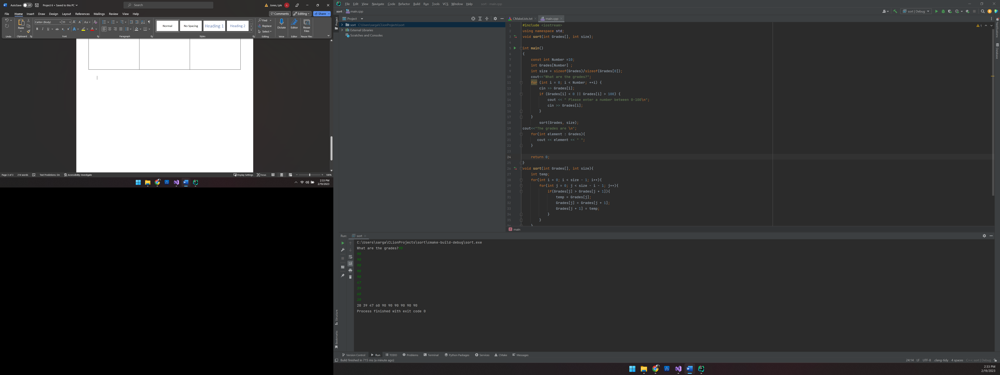 AutoSave Off Project 6 • Saved to this PC Search Jones, Lyle JL
File Home Insert Draw Design Layout References Mailings Review View Help Comments Editing Share
Paste Calibri (Body) 11 Normal No Spacing Heading 1 Heading 2 Find Replace Select Dictate Editor Reuse Files
Undo Clipboard Font Paragraph Styles Editing Voice Editor Reuse Files
Page 3 of 3 214 words Text Predictions: On Accessibility: Investigate Display Settings Focus 100%
2:33 PM
2/19/2023
File Edit View Navigate Code Refactor Build Run Tools VCS Window Help sort - main.cpp
sort main.cpp sort | Debug
Project CMakeLists.txt main.cpp
sort C:\Users\sarga\CLionProjects\sort
External Libraries
Scratches and Consoles
Project
Structure
Bookmarks
Notifications
Database
1
1 #include <iostream>
2 using namespace std;
3 void sort(int Grades[], int size);
4
5 int main()
6 {
7 const int Number =10;
8 int Grades[Number] ;
9 int size = sizeof(Grades)/sizeof(Grades[0]);
10 cout<<"What are the grades?";
11 for (int i = 0; i < Number; ++i) {
12 cin >> Grades[i];
13 if (Grades[i] < 0 || Grades[i] > 100) {
14 cout << " Please enter a number between 0-100\n";
15 cin >> Grades[i];
16 }
17 }
18 sort(Grades, size);
19 cout<<"The grades are \n";
20 for(int element : Grades){
21 cout << element << " ";
22 }
23
24 return 0;
25 }
26 void sort(int Grades[], int size){
27 int temp;
28 for(int i = 0; i < size - 1; i++){
29 for(int j = 0; j < size - i - 1; j++){
30 if(Grades[j] > Grades[j + 1]){
31 temp = Grades[j];
32 Grades[j] = Grades[j + 1];
33 Grades[j + 1] = temp;
34 }
35 }
36 }
main
Run: sort
C:\Users\sarga\CLionProjects\sort\cmake-build-debug\sort.exe
What are the grades?90
90
90
90
90
90
47
39
60
20
20 39 47 60 90 90 90 90 90 90
Process finished with exit code 0
Version Control Run TODO Problems Terminal Python Packages Services CMake Messages
Build finished in 715 ms (a minute ago) 24:14 LF UTF-8 .clang-tidy 4 spaces C++: sort | Debug
2:33 PM
2/19/2023